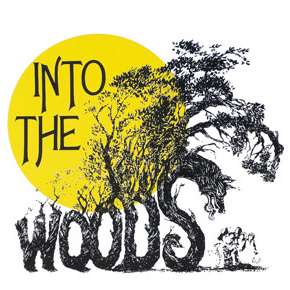 INTO
THE
WOODS